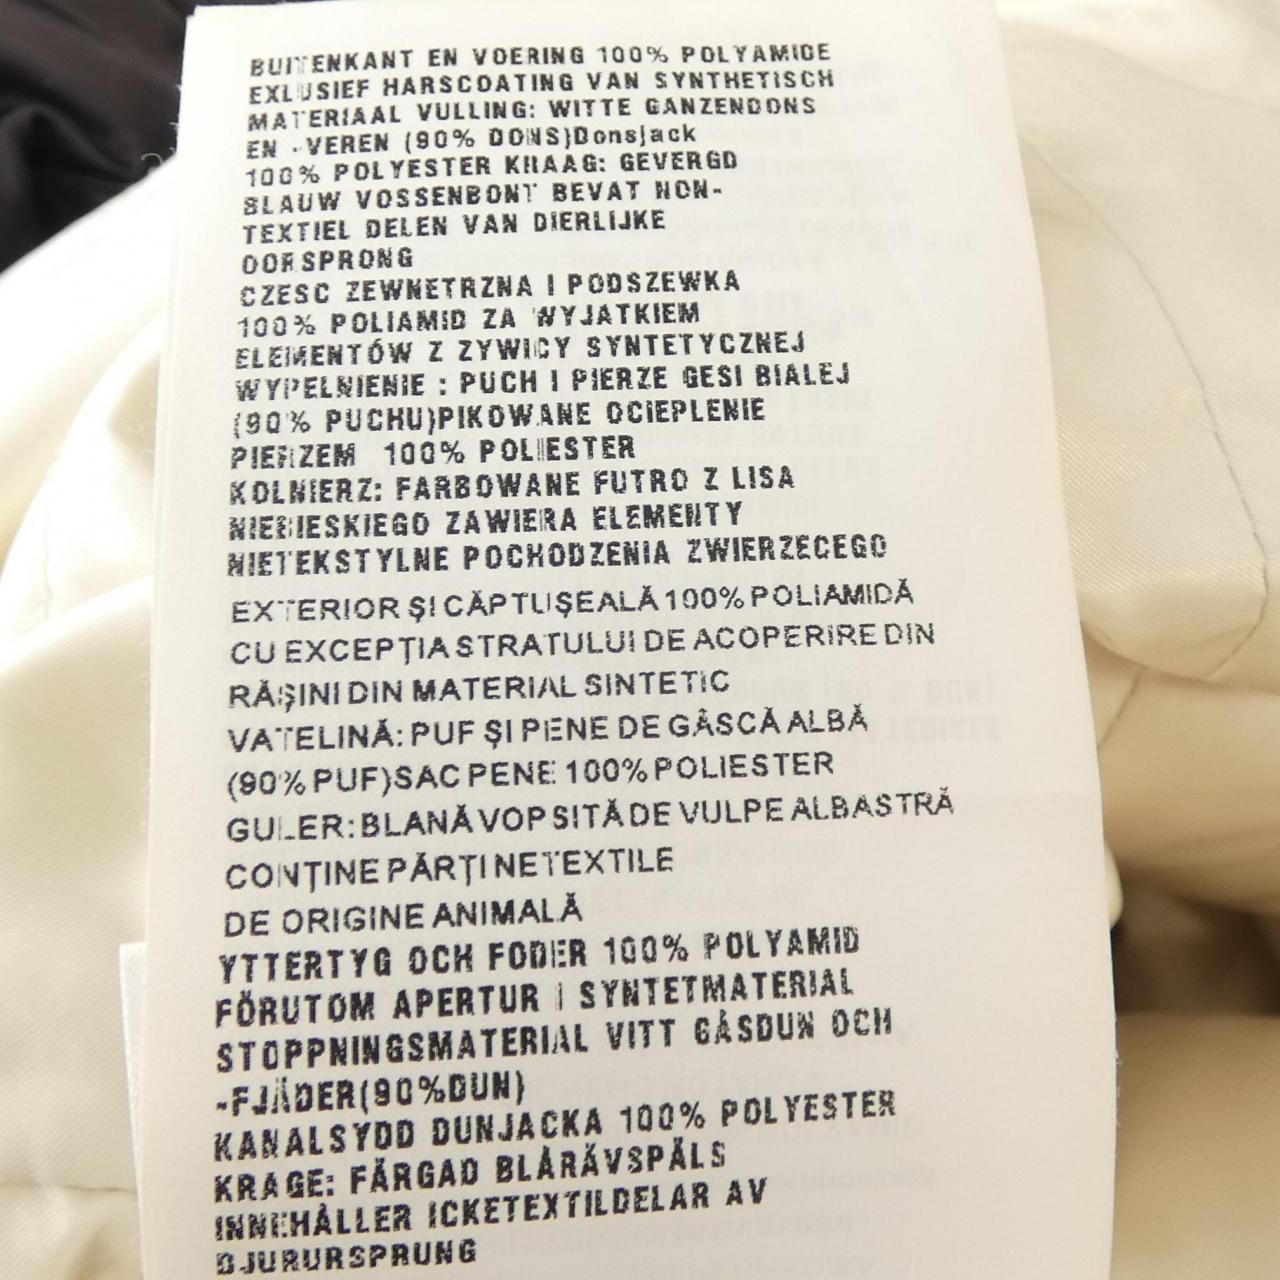 BUITENKANT EN VOERING 100% POLYAMIDE
EXLUSIEF HARSCOATING VAN SYNTHETISCH
MATERIAAL VULLING: WITTE GANZENDONS
EN -VEREN (90% DONS)Donsjack
100% POLYESTER KRAAG: GEVERGD
BLAUW VOSSENBONT BEVAT NON-
TEXTIEL DELEN VAN DIERLIJKE
OORSPRONG
CZESC ZEWNETRZNA I PODSZEWKA
100% POLIAMID ZA WYJATKIEM
ELEMENTÓW Z ZYWICY SYNTETYCZNEJ
WYPELNIENIE : PUCH I PIERZE GESI BIALEJ
(90% PUCHU)PIKOWANE OCIEPLENIE
PIERZEM 100% POLIESTER
KOLNIERZ: FARBOWANE FUTRO Z LISA
NIEBIESKIEGO ZAWIERA ELEMENTY
NIETEKSTYLNE POCHODZENIA ZWIERZECEGO
EXTERIOR ŞI CĂPTUŞEALĂ 100% POLIAMIDĂ
CU EXCEPŢIA STRATULUI DE ACOPERIRE DIN
RĂŞINI DIN MATERIAL SINTETIC
VATELINĂ: PUF ŞI PENE DE GÂSCĂ ALBĂ
(90% PUF)SAC PENE 100% POLIESTER
GULER: BLANĂ VOPSITĂ DE VULPE ALBASTRĂ
CONŢINE PĂRŢI NETEXTILE
DE ORIGINE ANIMALĂ
YTTERTYG OCH FODER 100% POLYAMID
FÖRUTOM APERTUR I SYNTETMATERIAL
STOPPNINGSMATERIAL VITT GÅSDUN OCH
-FJÄDER(90%DUN)
KANALSYDD DUNJACKA 100% POLYESTER
KRAGE: FÄRGAD BLÅRÄVSPÄLS
INNEHÅLLER ICKETEXTILDELAR AV
DJURURSPRUNG